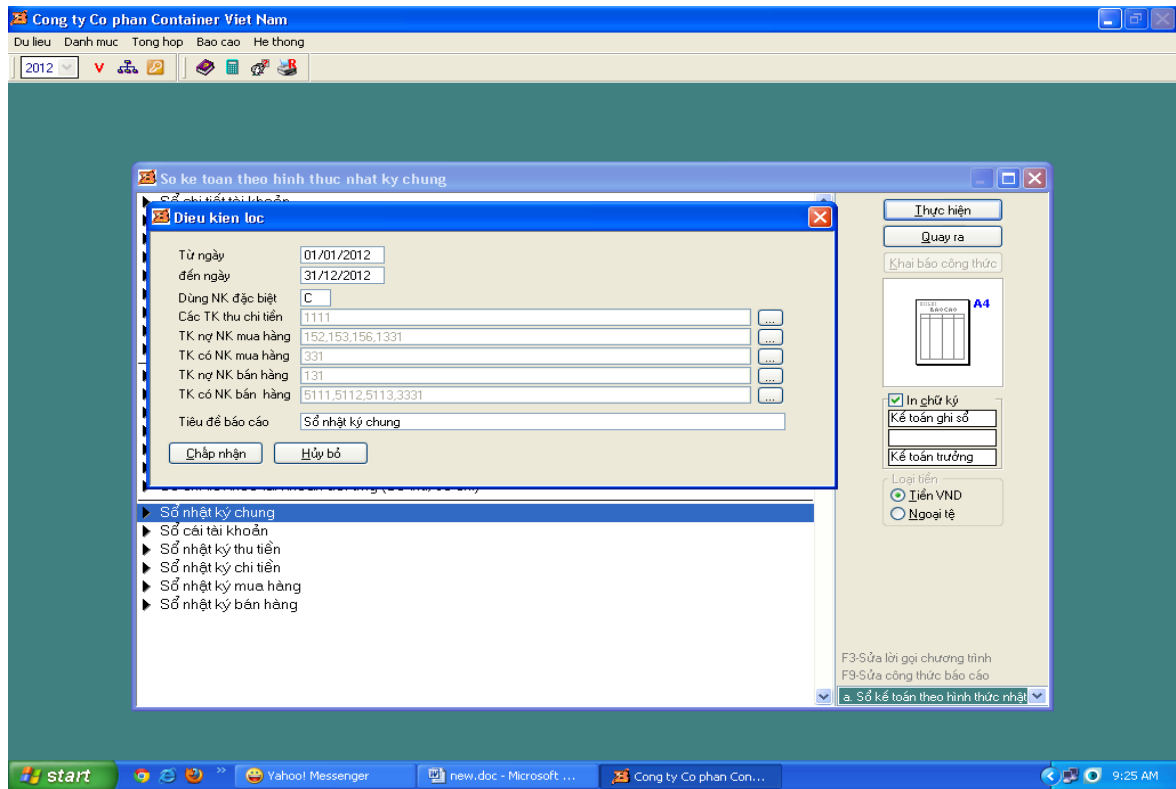 Cong ty Co phan Container Viet Nam
Du lieu Danh muc Tong hop Bao cao He thong
2012
So ke toan theo hinh thuc nhat ky chung
Dieu kien loc
Từ ngày 01/01/2012
đến ngày 31/12/2012
Dùng NK đặc biệt C
Các TK thu chi tiền 1111 ...
TK nợ NK mua hàng 152,153,156,1331 ...
TK có NK mua hàng 331 ...
TK nợ NK bán hàng 131 ...
TK có NK bán hàng 5111,5112,5113,3331 ...
Tiêu đề báo cáo Sổ nhật ký chung
Chấp nhận Hủy bỏ
Sổ nhật ký chung
Sổ cái tài khoản
Sổ nhật ký thu tiền
Sổ nhật ký chi tiền
Sổ nhật ký mua hàng
Sổ nhật ký bán hàng
Thực hiện
Quay ra
Khai báo công thức
BAOCAO
A4
In chữ ký
Kế toán ghi sổ
Kế toán trưởng
Loại tiền
Tiền VND
Ngoại tệ
F3-Sửa lời gọi chương trình
F9-Sửa công thức báo cáo
a. Sổ kế toán theo hình thức nhật
start Yahoo! Messenger new.doc - Microsoft ... Cong ty Co phan Con... 9:25 AM